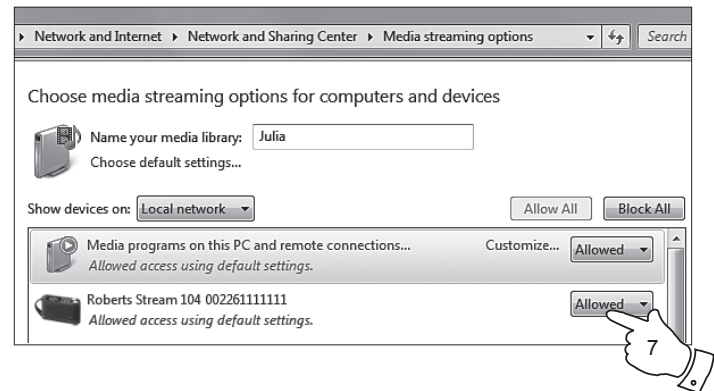 Network and Internet Network and Sharing Center Media streaming options Search
Choose media streaming options for computers and devices
Name your media library: Julia
Choose default settings...
Show devices on: Local network Allow All Block All
Media programs on this PC and remote connections... Customize... Allowed
Allowed access using default settings.
Roberts Stream 104 002261111111 Allowed
Allowed access using default settings.
7